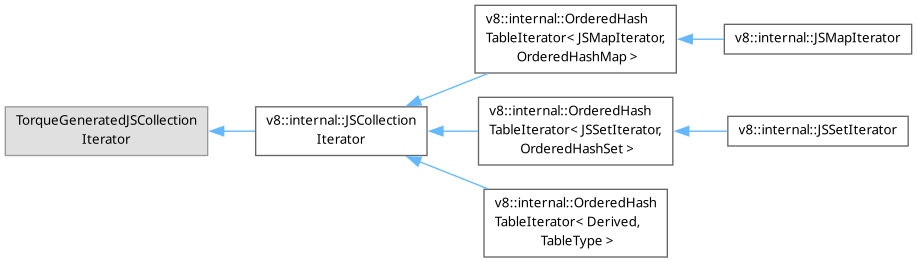 TorqueGeneratedJSCollection
Iterator
v8::internal::JSCollection
Iterator
v8::internal::OrderedHash
TableIterator< JSMapIterator,
OrderedHashMap >
v8::internal::JSMapIterator
v8::internal::OrderedHash
TableIterator< JSSetIterator,
OrderedHashSet >
v8::internal::JSSetIterator
v8::internal::OrderedHash
TableIterator< Derived,
TableType >